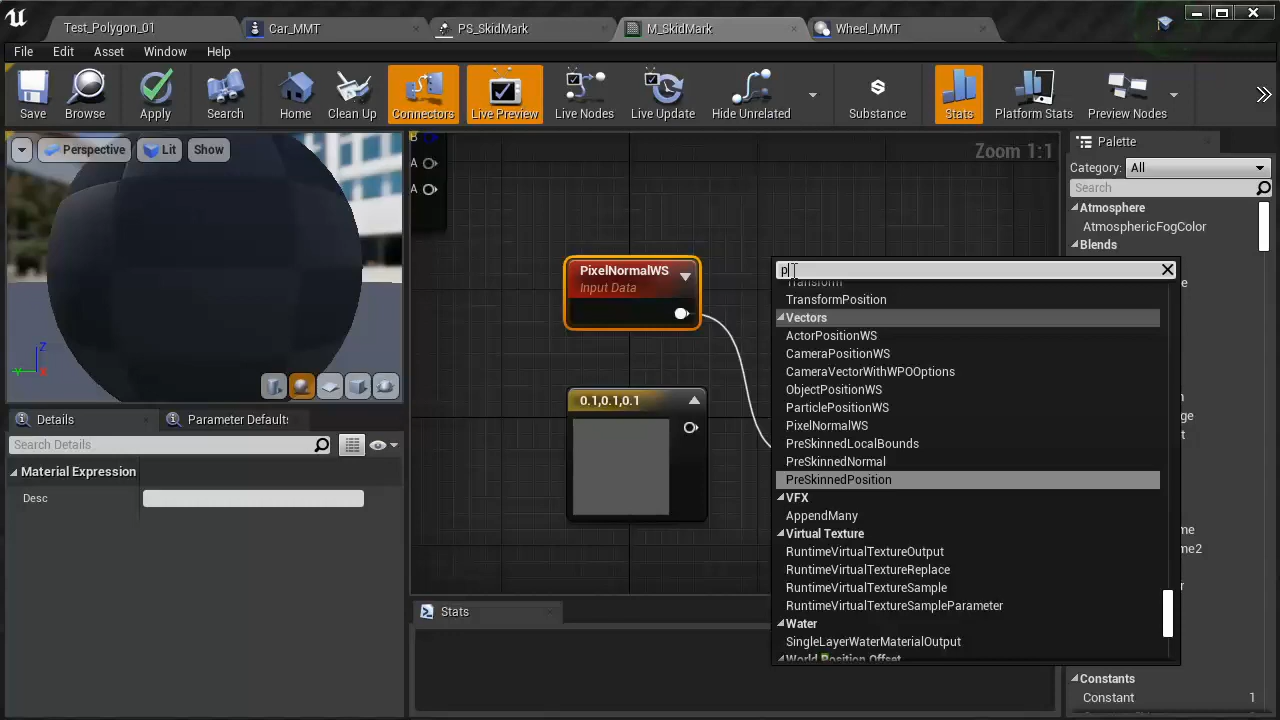 Test_Polygon_01
Car_MMT
PS_SkidMark
M_SkidMark
Wheel_MMT
File
Edit
Asset
Window
Help
Save
Browse
Apply
Search
Home
Clean Up
Connectors
Live Preview
Live Nodes
Live Update
Hide Unrelated
Substance
Stats
Platform Stats
Preview Nodes
Perspective
Lit
Show
Z
Y
X
B
A
A
Zoom 1:1
PixelNormalWS
Input Data
0.1,0.1,0.1
p
Transform
TransformPosition
Vectors
ActorPositionWS
CameraPositionWS
CameraVectorWithWPOOptions
ObjectPositionWS
ParticlePositionWS
PixelNormalWS
PreSkinnedLocalBounds
PreSkinnedNormal
PreSkinnedPosition
VFX
AppendMany
Virtual Texture
RuntimeVirtualTextureOutput
RuntimeVirtualTextureReplace
RuntimeVirtualTextureSample
RuntimeVirtualTextureSampleParameter
Water
SingleLayerWaterMaterialOutput
World Position Offset
Palette
Category:
All
Search
Atmosphere
AtmosphericFogColor
Blends
Constants
Constant
1
Details
Parameter Defaults
Search Details
Material Expression
Desc
Stats